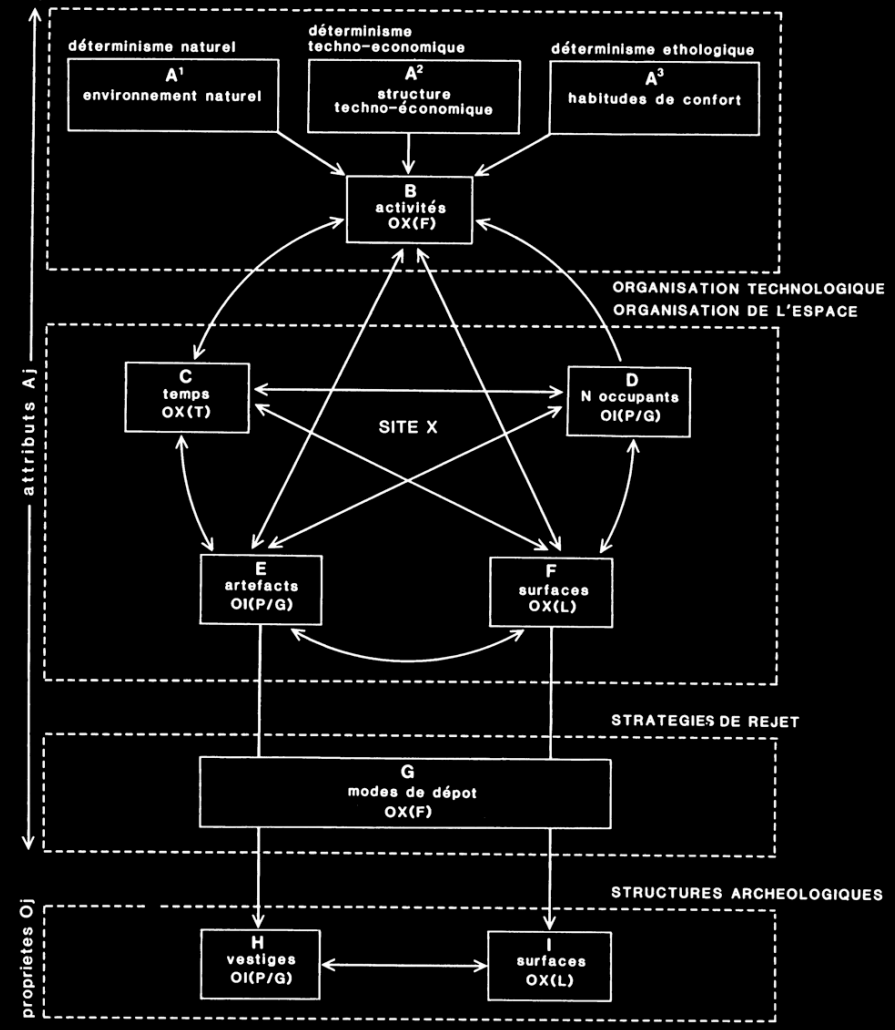 déterminisme naturel
déterminisme
techno-economique
déterminisme ethologique
A¹
environnement naturel
A²
structure
techno-économique
A³
habitudes de confort
B
activités
OX(F)
ORGANISATION TECHNOLOGIQUE
ORGANISATION DE L'ESPACE
C
temps
OX(T)
D
N occupants
OI(P/G)
SITE X
E
artefacts
OI(P/G)
F
surfaces
OX(L)
attributs Aj
STRATEGIES DE REJET
G
modes de dépot
OX(F)
STRUCTURES ARCHEOLOGIQUES
proprietes Oj
H
vestiges
OI(P/G)
I
surfaces
OX(L)